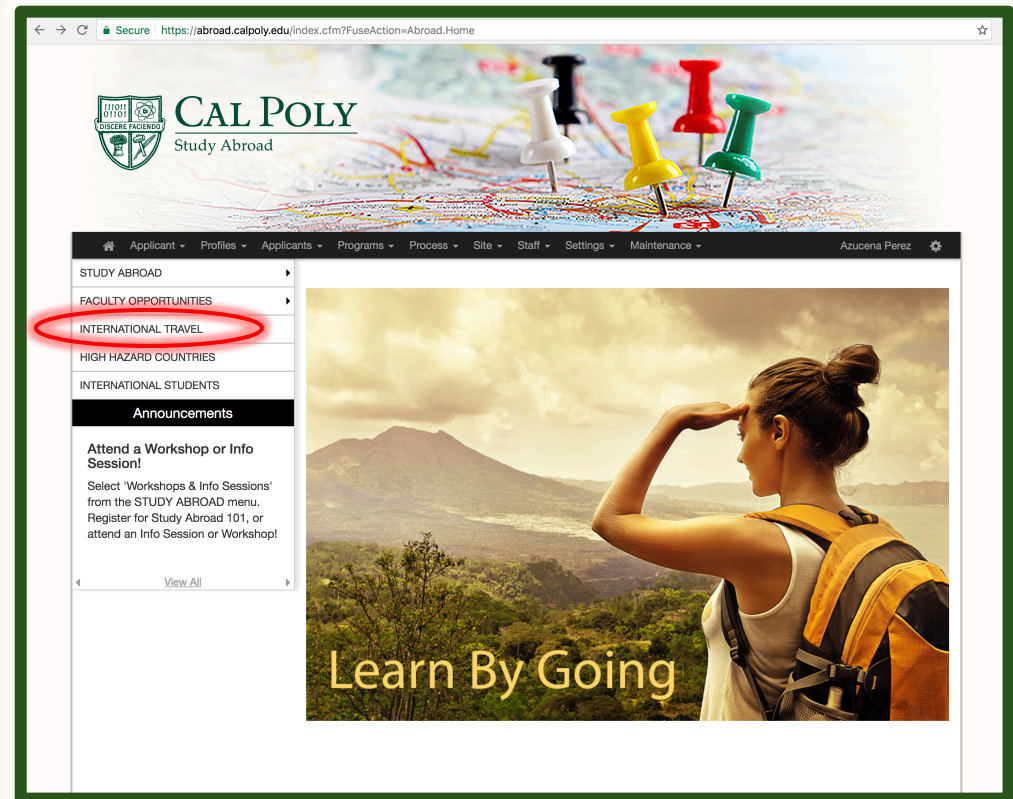 Secure https://abroad.calpoly.edu/index.cfm?FuseAction=Abroad.Home
11011
01101
DISCERE FACIENDO
CAL POLY
Study Abroad
Applicant Profiles Applicants Programs Process Site Staff Settings Maintenance Azucena Perez
STUDY ABROAD
FACULTY OPPORTUNITIES
INTERNATIONAL TRAVEL
HIGH HAZARD COUNTRIES
INTERNATIONAL STUDENTS
Announcements
Attend a Workshop or Info
Session!
Select 'Workshops & Info Sessions'
from the STUDY ABROAD menu.
Register for Study Abroad 101, or
attend an Info Session or Workshop!
View All
Learn By Going